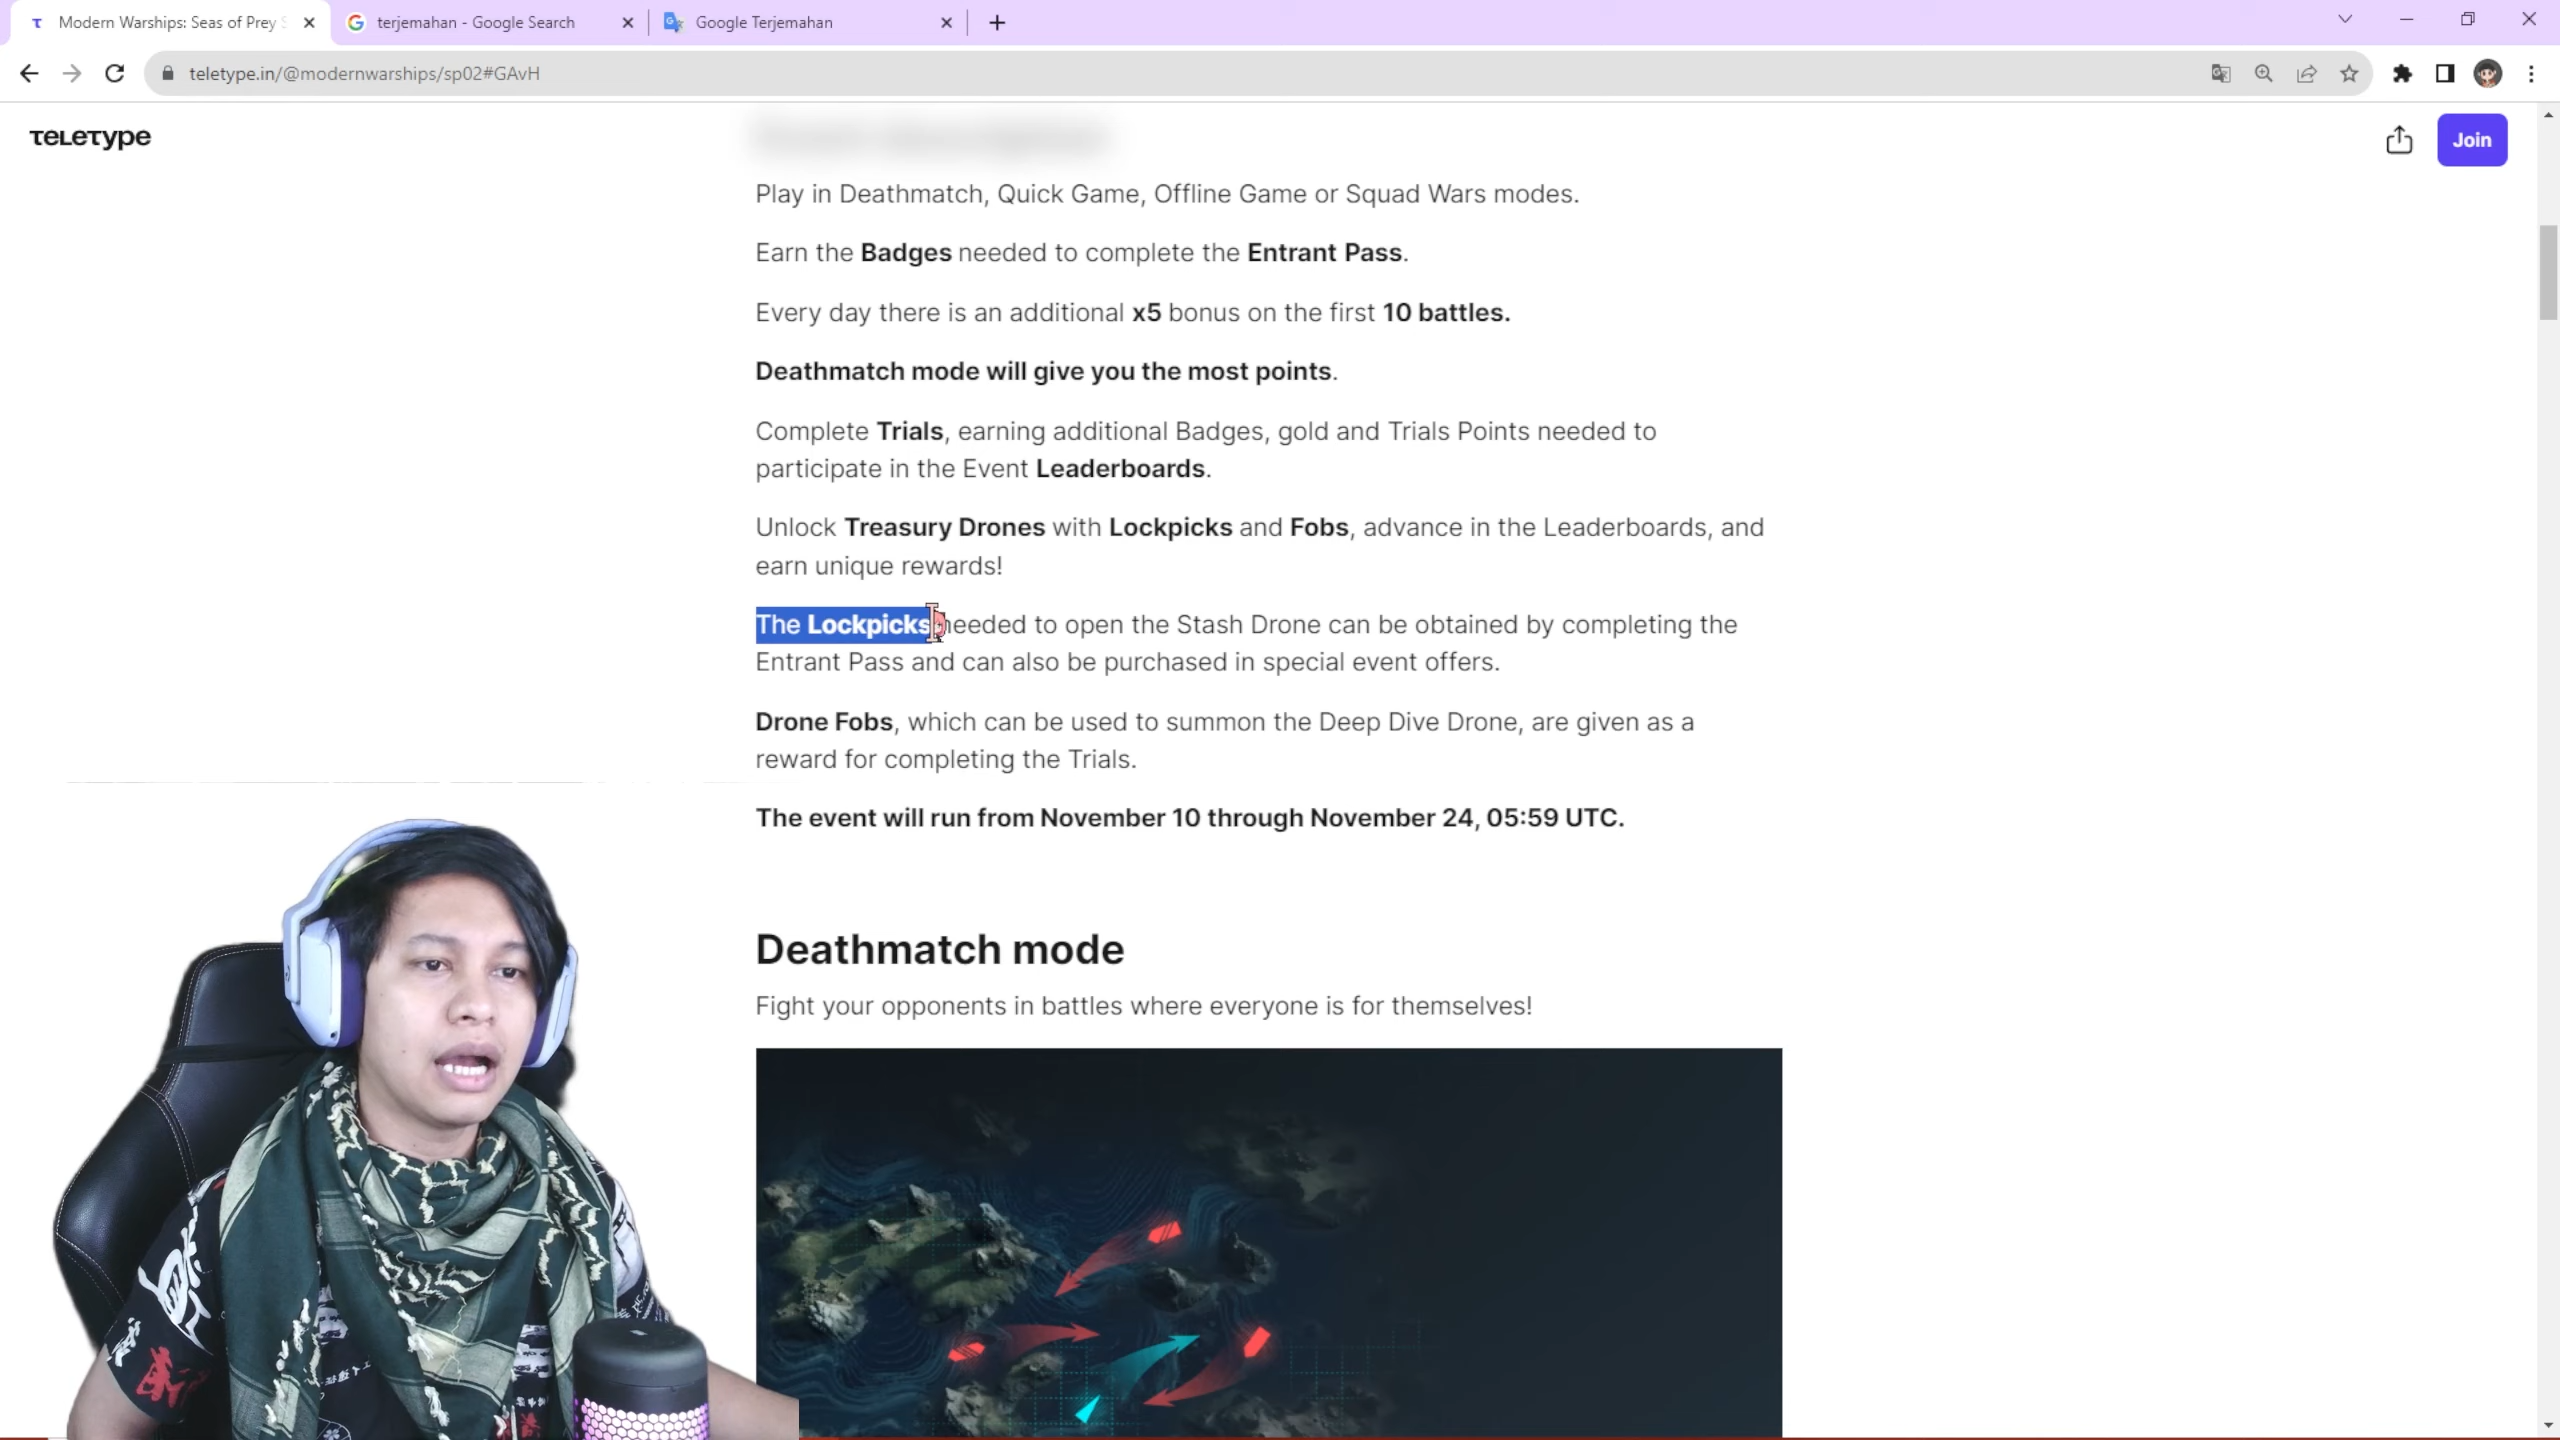 Modern Warships: Seas of Prey
terjemahan - Google Search
Google Terjemahan
teletype.in/@modernwarships/sp02#GAvH
TELETYPE
Join
Play in Deathmatch, Quick Game, Offline Game or Squad Wars modes.
Earn the Badges needed to complete the Entrant Pass.
Every day there is an additional x5 bonus on the first 10 battles.
Deathmatch mode will give you the most points.
Complete Trials, earning additional Badges, gold and Trials Points needed to
participate in the Event Leaderboards.
Unlock Treasury Drones with Lockpicks and Fobs, advance in the Leaderboards, and
earn unique rewards!
The Lockpicks needed to open the Stash Drone can be obtained by completing the
Entrant Pass and can also be purchased in special event offers.
Drone Fobs, which can be used to summon the Deep Dive Drone, are given as a
reward for completing the Trials.
The event will run from November 10 through November 24, 05:59 UTC.
Deathmatch mode
Fight your opponents in battles where everyone is for themselves!